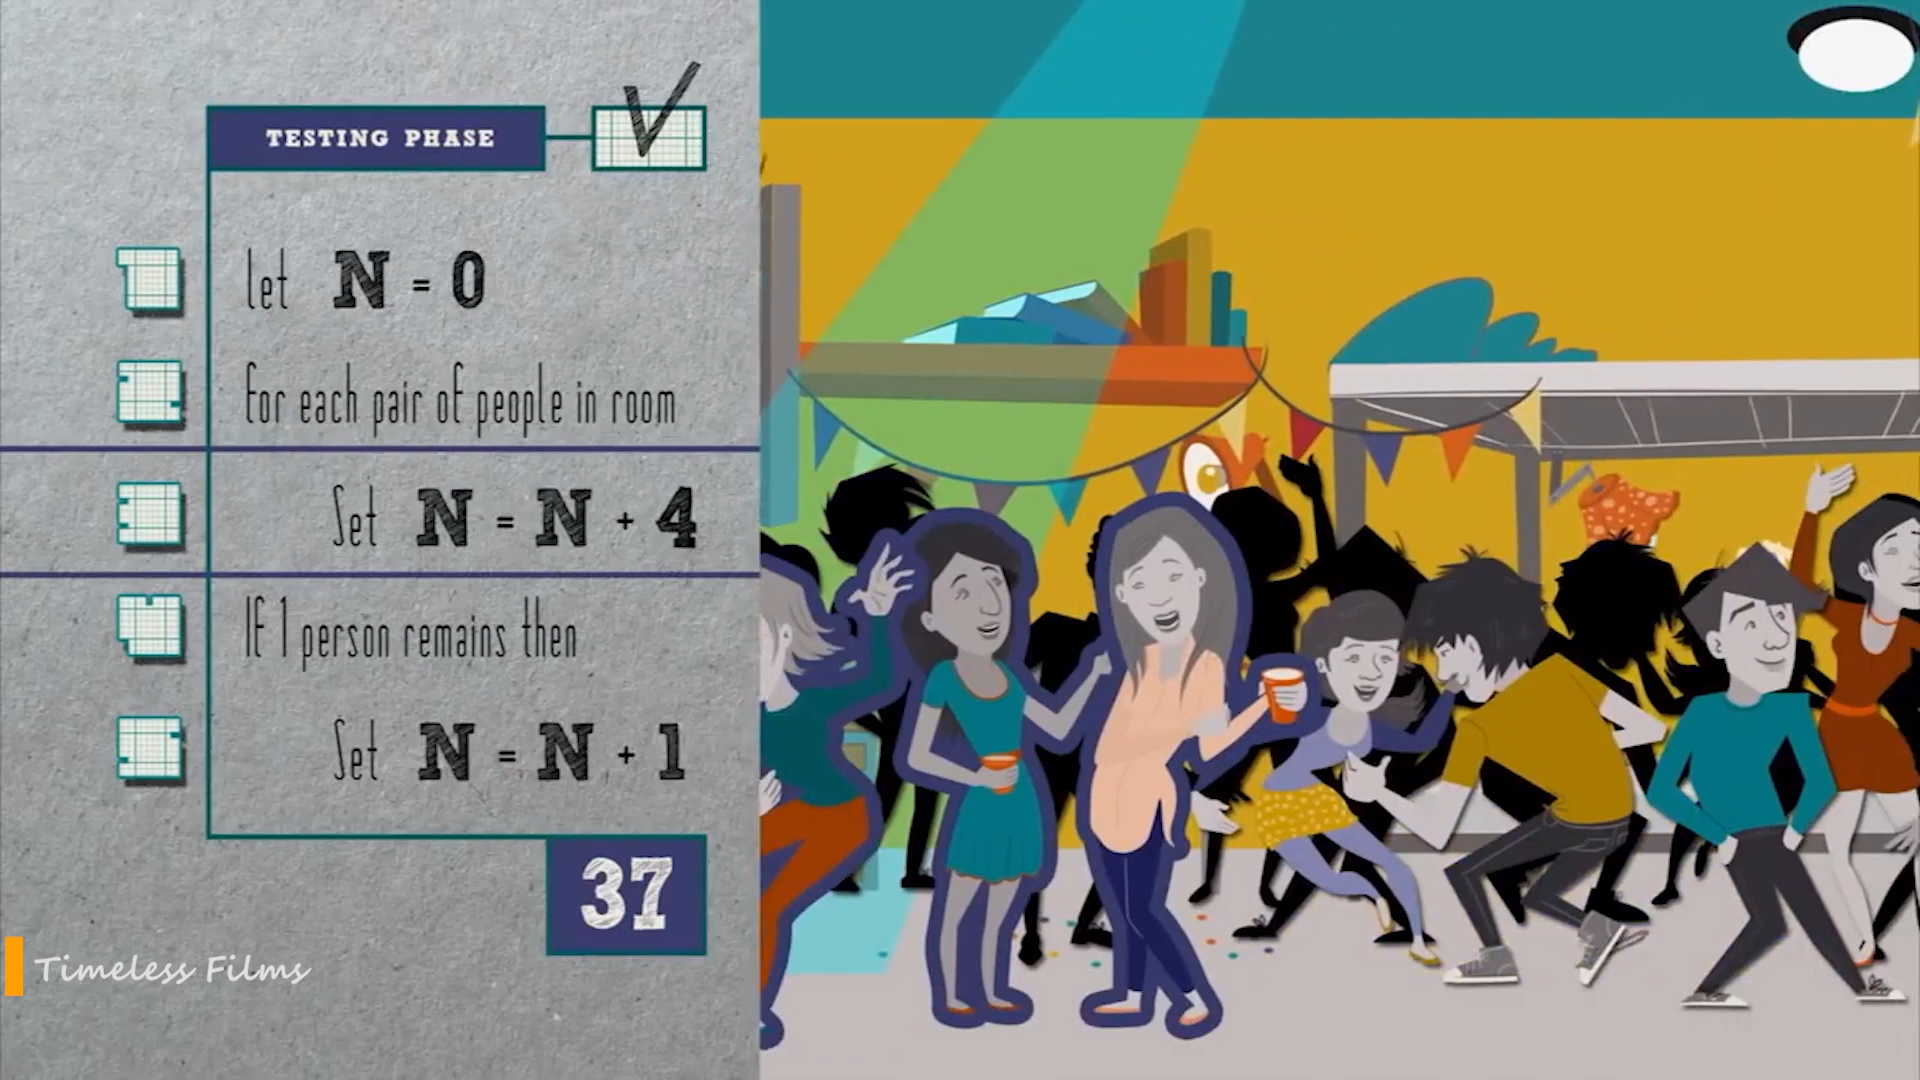 TESTING PHASE
let N = 0
For each pair of people in room
Set N = N + 4
If 1 person remains then
Set N = N + 1
37
Timeless Films